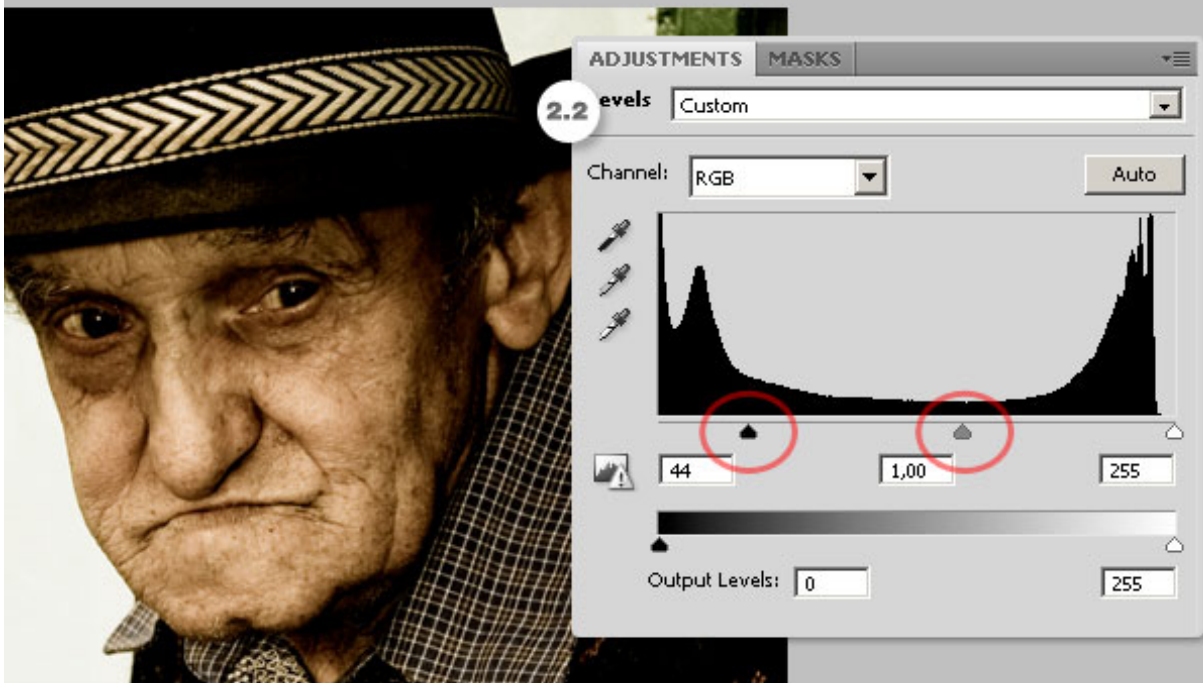 ADJUSTMENTS MASKS
2.2 evels Custom
Channel: RGB Auto
44 1,00 255
Output Levels: 0 255